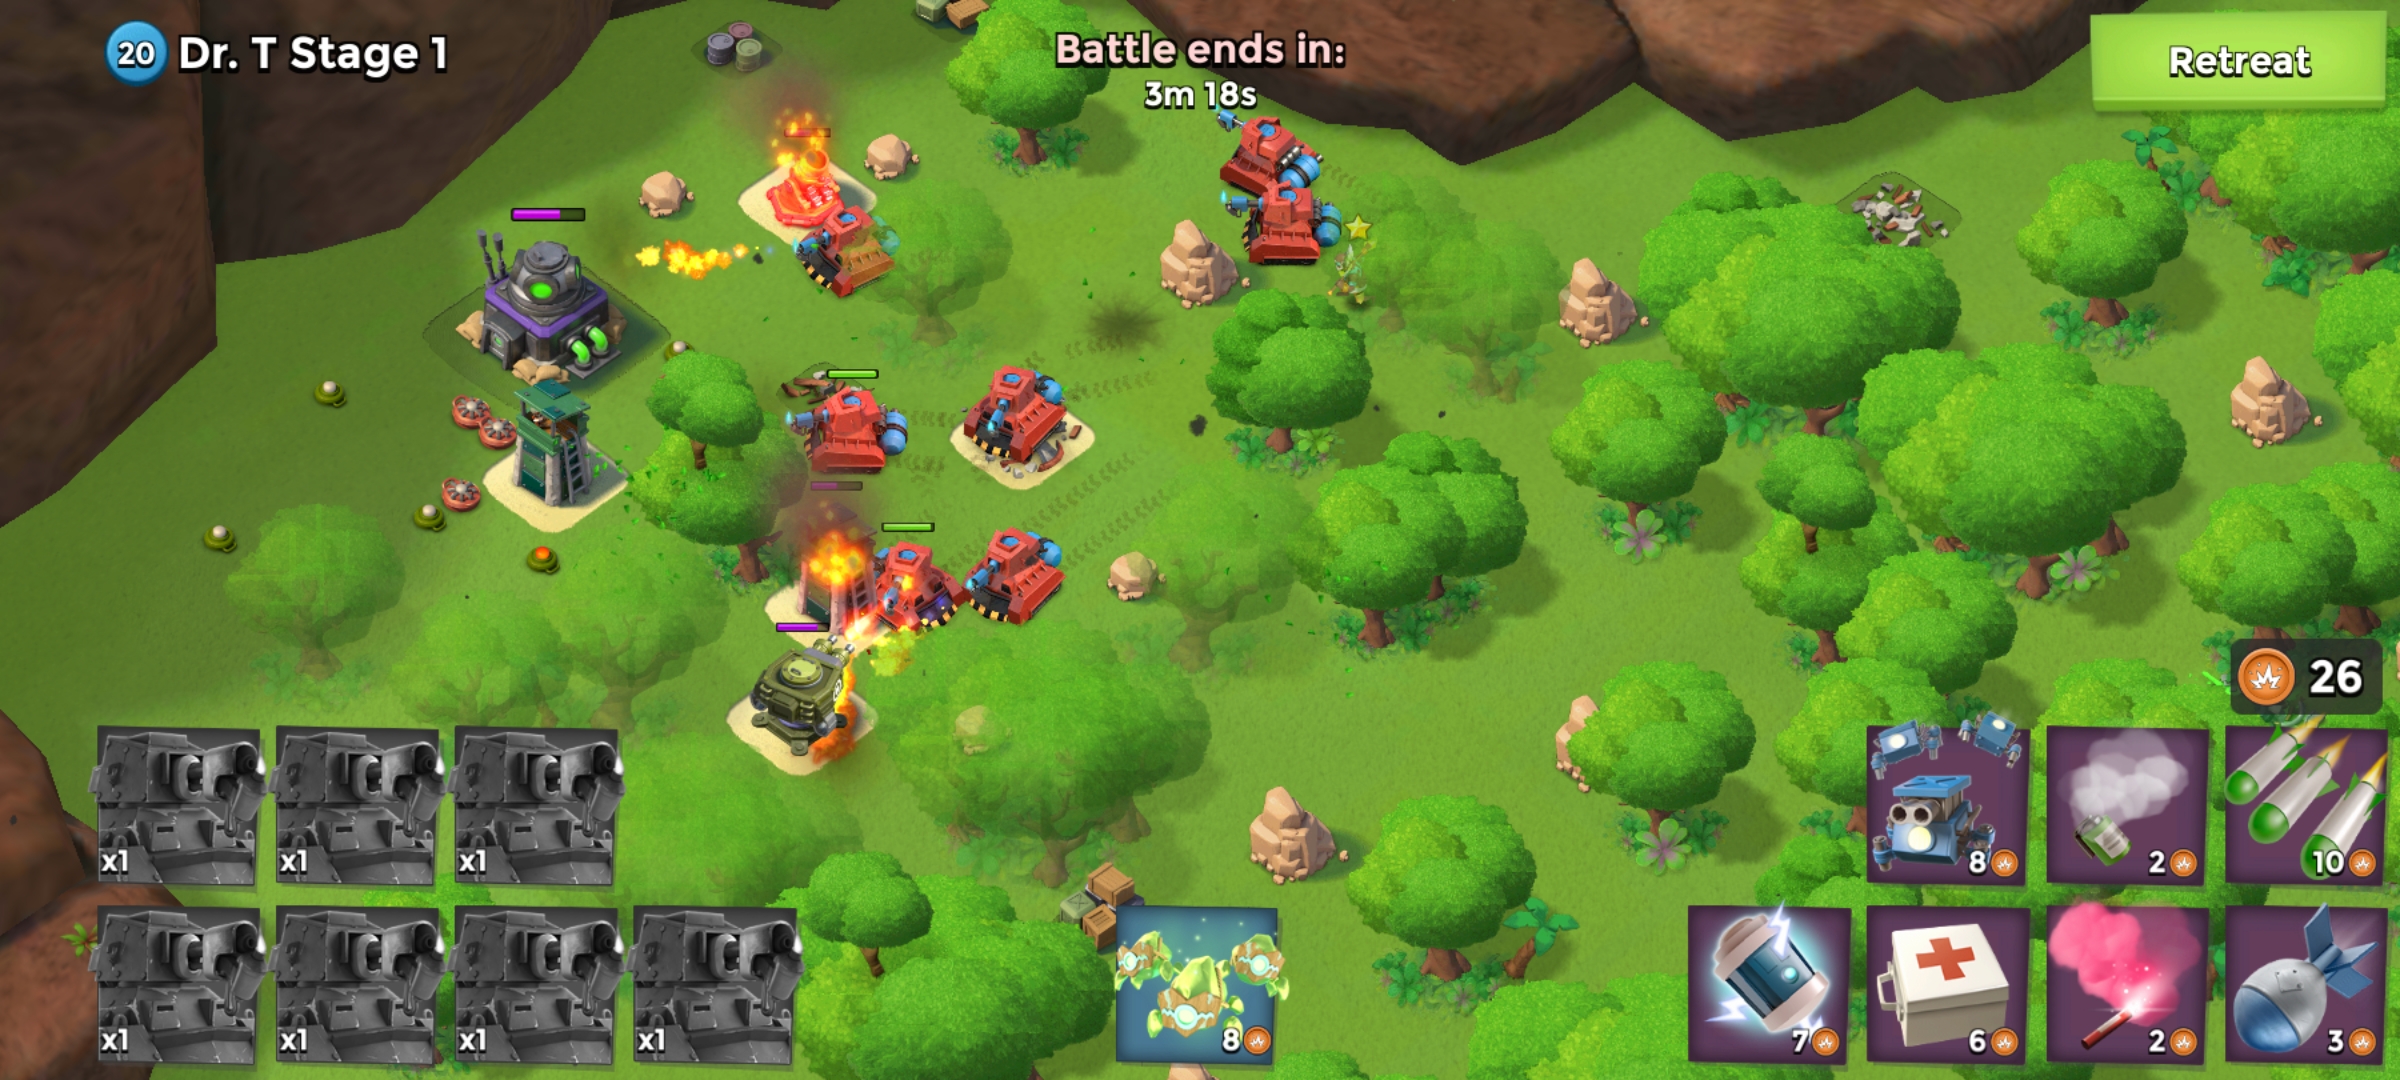 20 Dr. T Stage 1
Battle ends in:
3m 18s
Retreat
26
x1 x1 x1
8 2 10
x1 x1 x1 x1
8
7 6 2 3